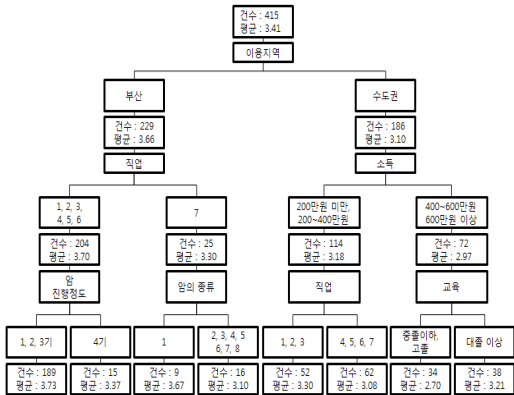 건수 : 415
평균 : 3.41
이용지역
부산
수도권
건수 : 229
평균 : 3.66
건수 : 186
평균 : 3.10
직업
소득
1, 2, 3,
4, 5, 6
7
200만원 미만,
200~400만원
400~600만원
600만원 이상
건수 : 204
평균 : 3.70
건수 : 25
평균 : 3.30
건수 : 114
평균 : 3.18
건수 : 72
평균 : 2.97
암
진행정도
암의 종류
직업
교육
1, 2, 3기
4기
1
2, 3, 4, 5
6, 7, 8
1, 2, 3
4, 5, 6, 7
중졸이하,
고졸
대졸 이상
건수 : 189
평균 : 3.73
건수 : 15
평균 : 3.37
건수 : 9
평균 : 3.67
건수 : 16
평균 : 3.10
건수 : 52
평균 : 3.30
건수 : 62
평균 : 3.08
건수 : 34
평균 : 2.70
건수 : 38
평균 : 3.21